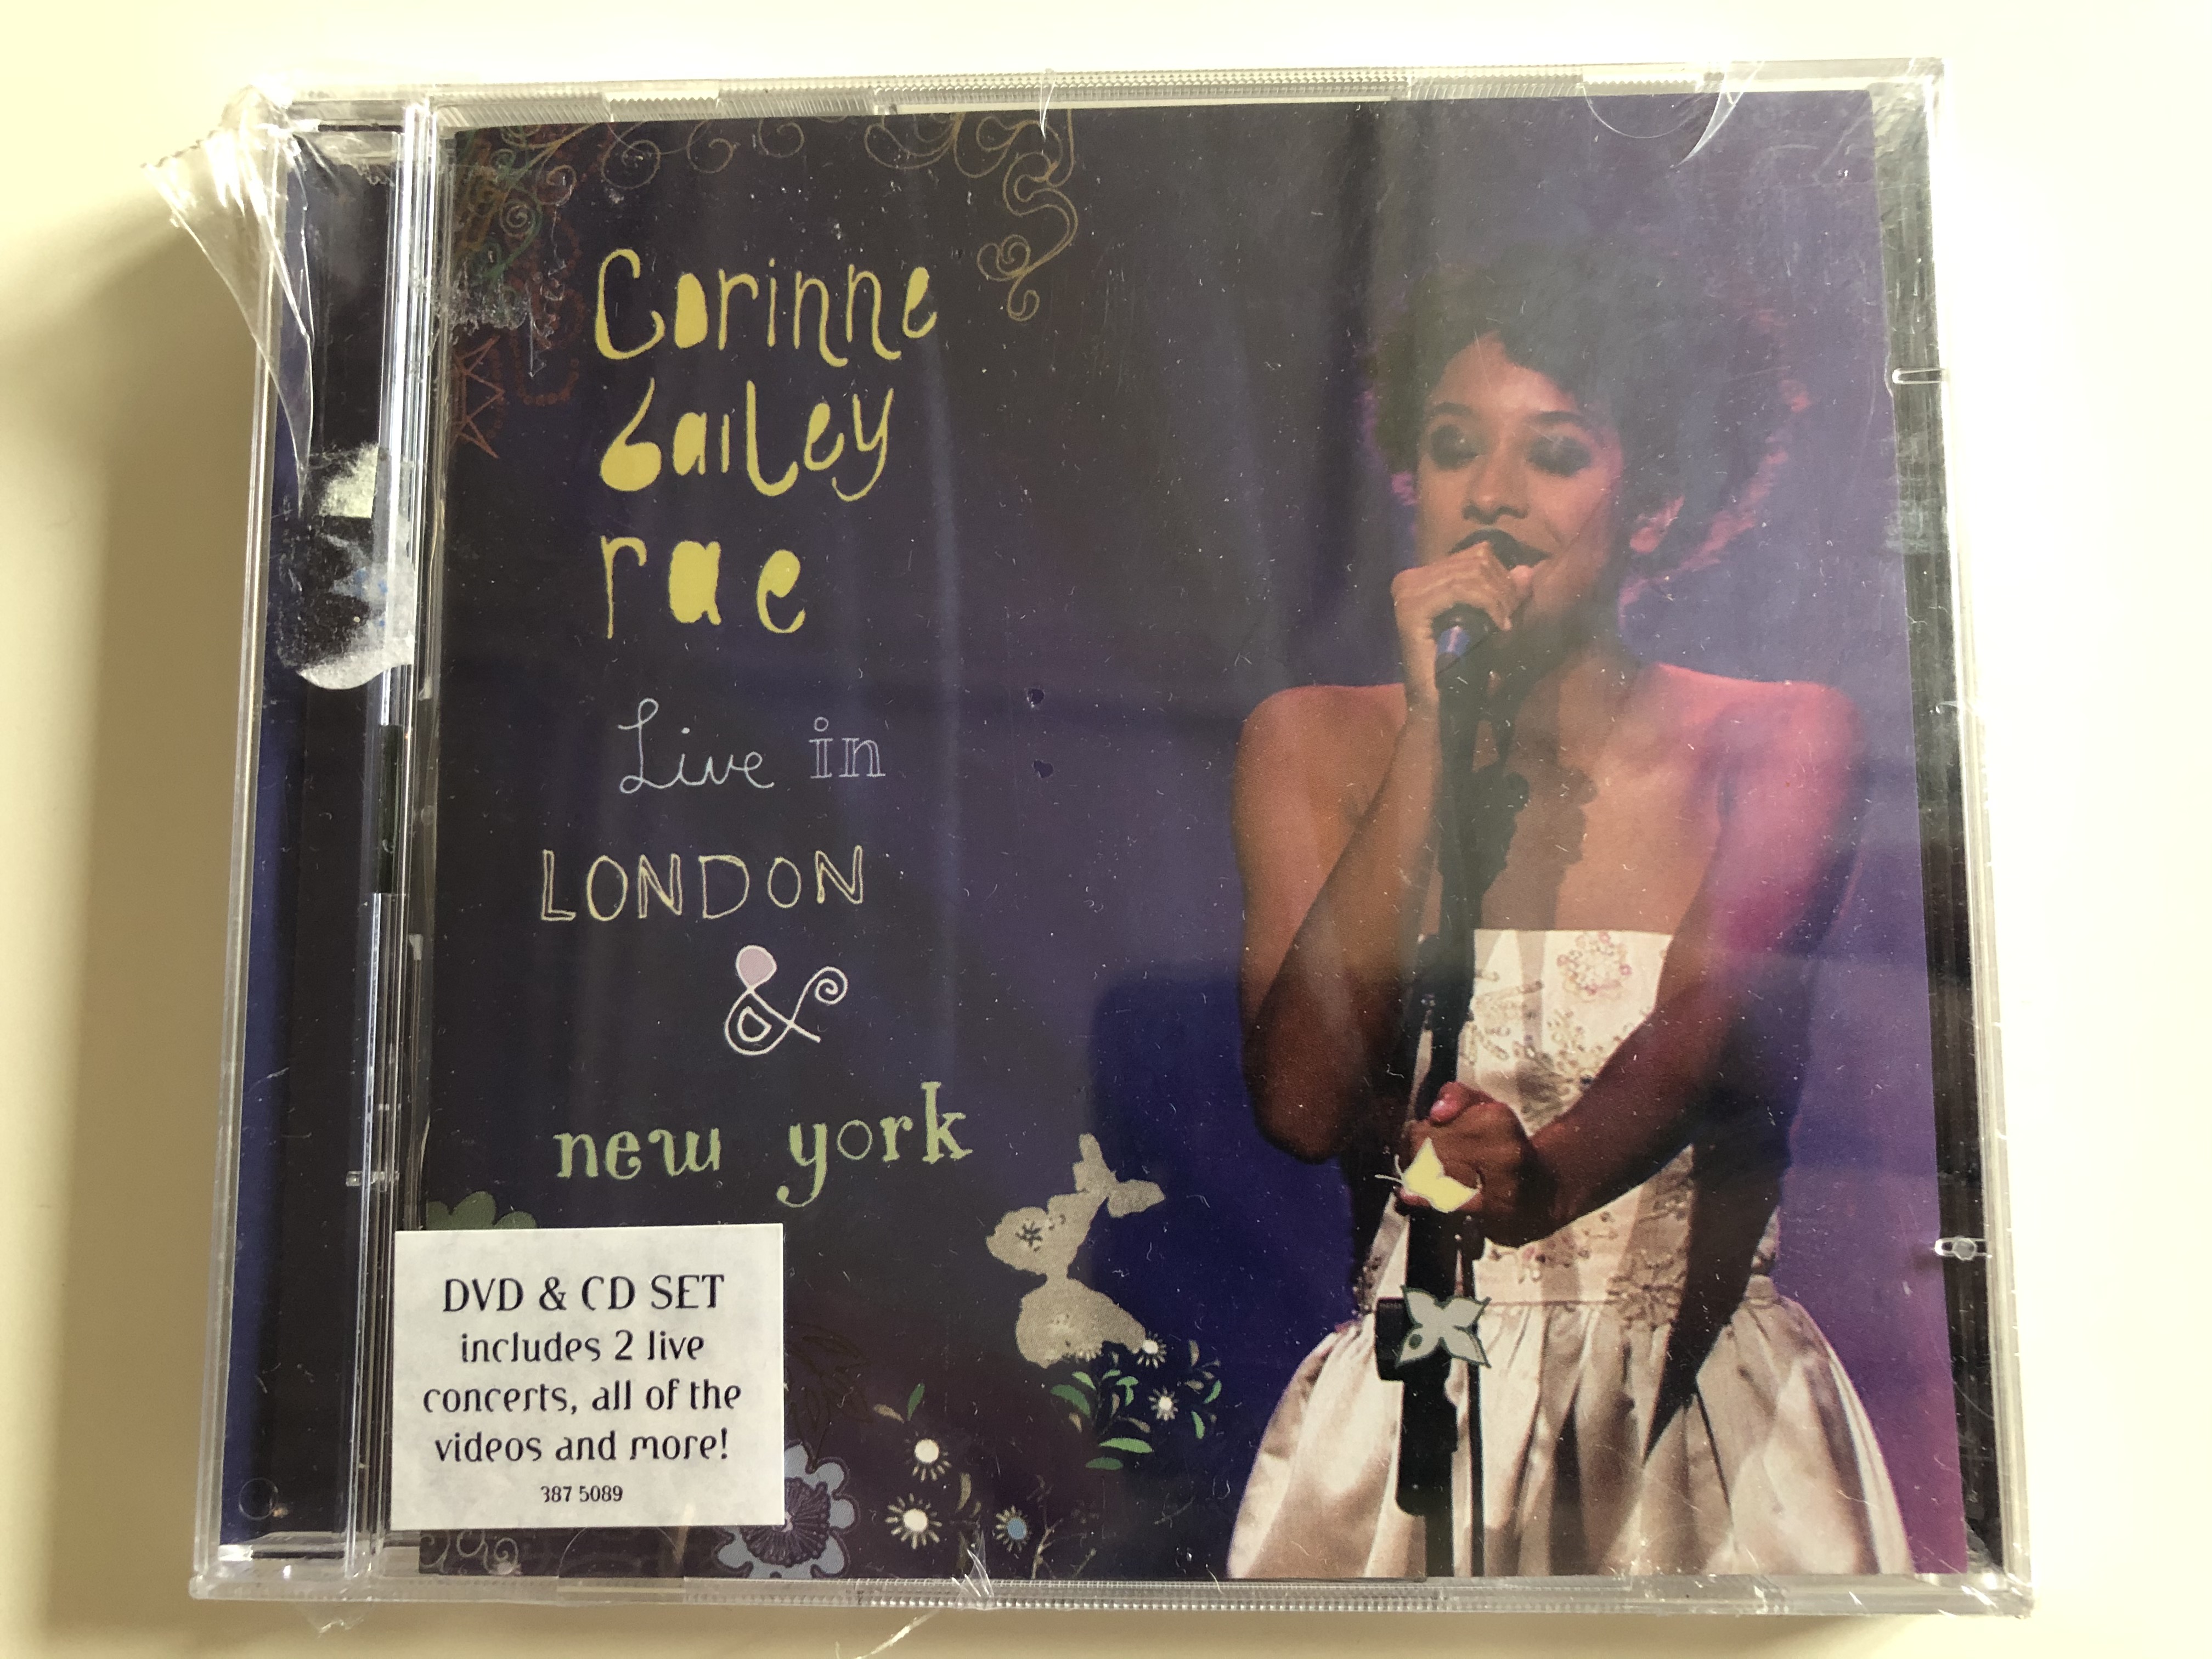 Corinne
bailey
rae
Live in
LONDON
&
new york
DVD & CD SET
includes 2 live
concerts, all of the
videos and more!
387 5089